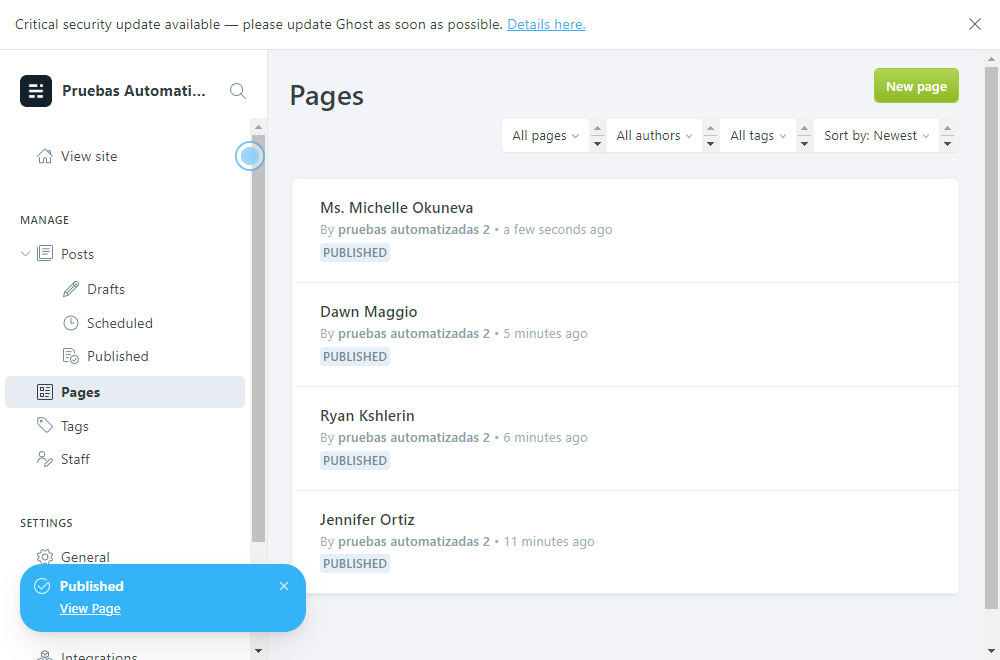 Critical security update available — please update Ghost as soon as possible. Details here.
Pruebas Automati...
View site
MANAGE
Posts
Drafts
Scheduled
Published
Pages
Tags
Staff
SETTINGS
General
Published
View Page
Integrations
Pages
New page
All pages
All authors
All tags
Sort by: Newest
Ms. Michelle Okuneva
By pruebas automatizadas 2 • a few seconds ago
PUBLISHED
Dawn Maggio
By pruebas automatizadas 2 • 5 minutes ago
PUBLISHED
Ryan Kshlerin
By pruebas automatizadas 2 • 6 minutes ago
PUBLISHED
Jennifer Ortiz
By pruebas automatizadas 2 • 11 minutes ago
PUBLISHED